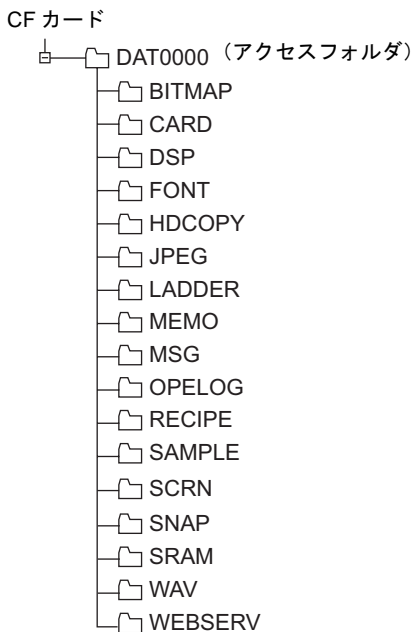 CF カード
DAT0000 (アクセスフォルダ)
BITMAP
CARD
DSP
FONT
HDCOPY
JPEG
LADDER
MEMO
MSG
OPELOG
RECIPE
SAMPLE
SCRN
SNAP
SRAM
WAV
WEBSERV